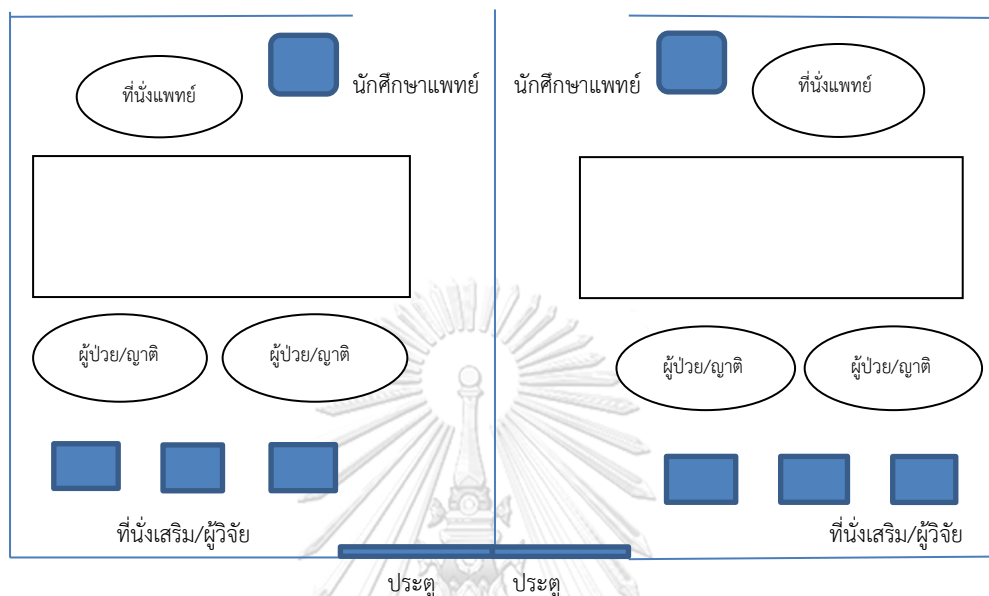 นักศึกษาแพทย์ นักศึกษาแพทย์
ที่นั่งแพทย์ ที่นั่งแพทย์
ผู้ป่วย/ญาติ ผู้ป่วย/ญาติ ผู้ป่วย/ญาติ ผู้ป่วย/ญาติ
ที่นั่งเสริม/ผู้วิจัย ที่นั่งเสริม/ผู้วิจัย
ประตู ประตู